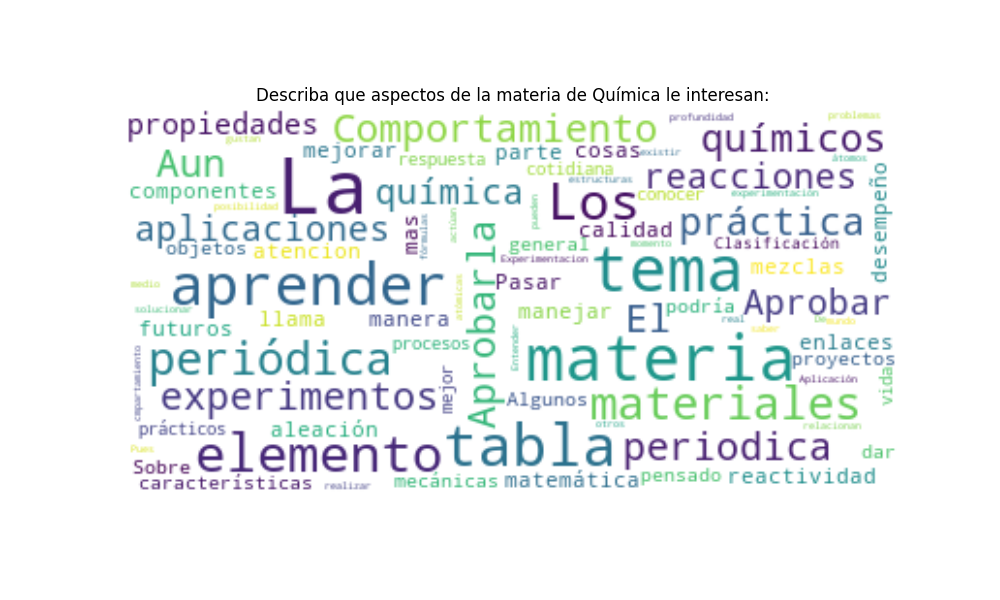 Describa que aspectos de la materia de Química le interesan:
propiedades Comportamiento profundidad químicos problemas
gustan mejorar respuesta parte cosas existir átomos
Aun La química cotidiana estructuras reacciones
componentes posibilidad Los conocer experimentación
aplicaciones mas fórmulas actúan pueden calidad práctica desempeño
objetos atencion general momento Clasificación
aprender Aprobarla Experimentacion tema mezclas
medio atómicas Pasar
solucionar llama manera manejar El podría Aprobar
futuros real saber De mundo
periódica procesos Entender materia enlaces
proyectos
cmpartamiento experimentos mejor Algunos materiales Aplicación vida
prácticos aleación otros relacionan
Pues elemento tabla periodica dar
Sobre
características realizar mecánicas matemática pensado reactividad